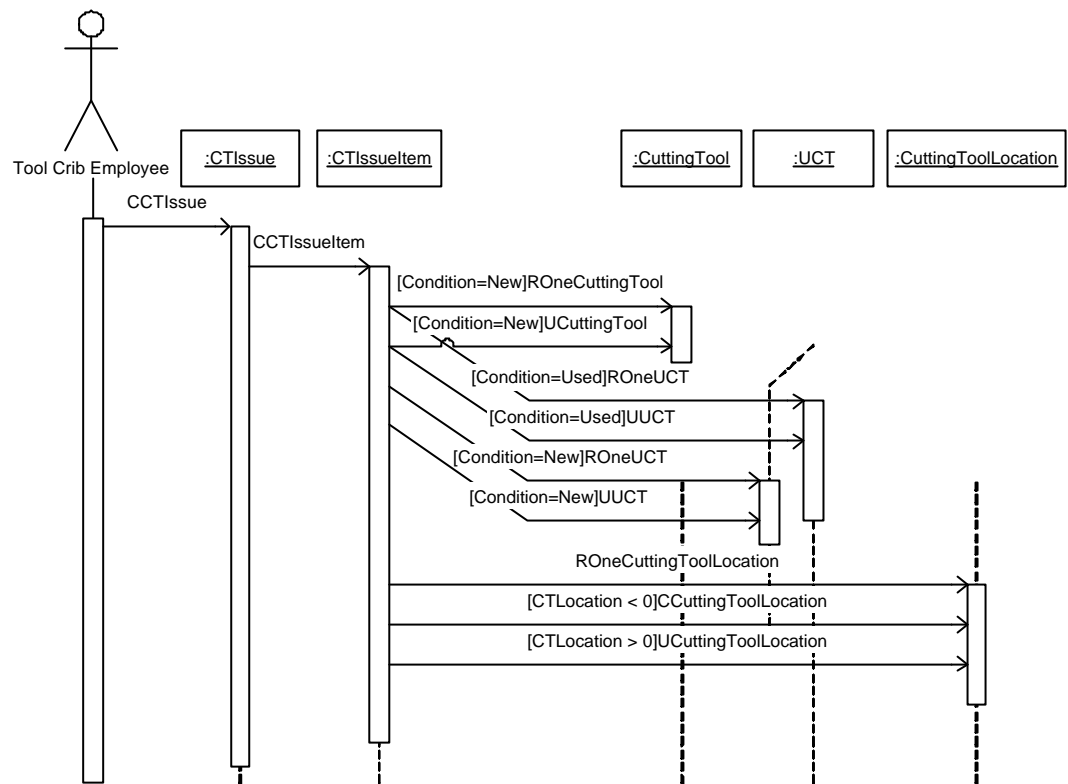 Tool Crib Employee
:CTIssue
:CTIssueItem
:CuttingTool
:UCT
:CuttingToolLocation
CCTIssue
CCTIssueItem
[Condition=New]ROneCuttingTool
[Condition=New]UCuttingTool
[Condition=Used]ROneUCT
[Condition=Used]UUCT
[Condition=New]ROneUCT
[Condition=New]UUCT
ROneCuttingToolLocation
[CTLocation < 0]CCuttingToolLocation
[CTLocation > 0]UCuttingToolLocation